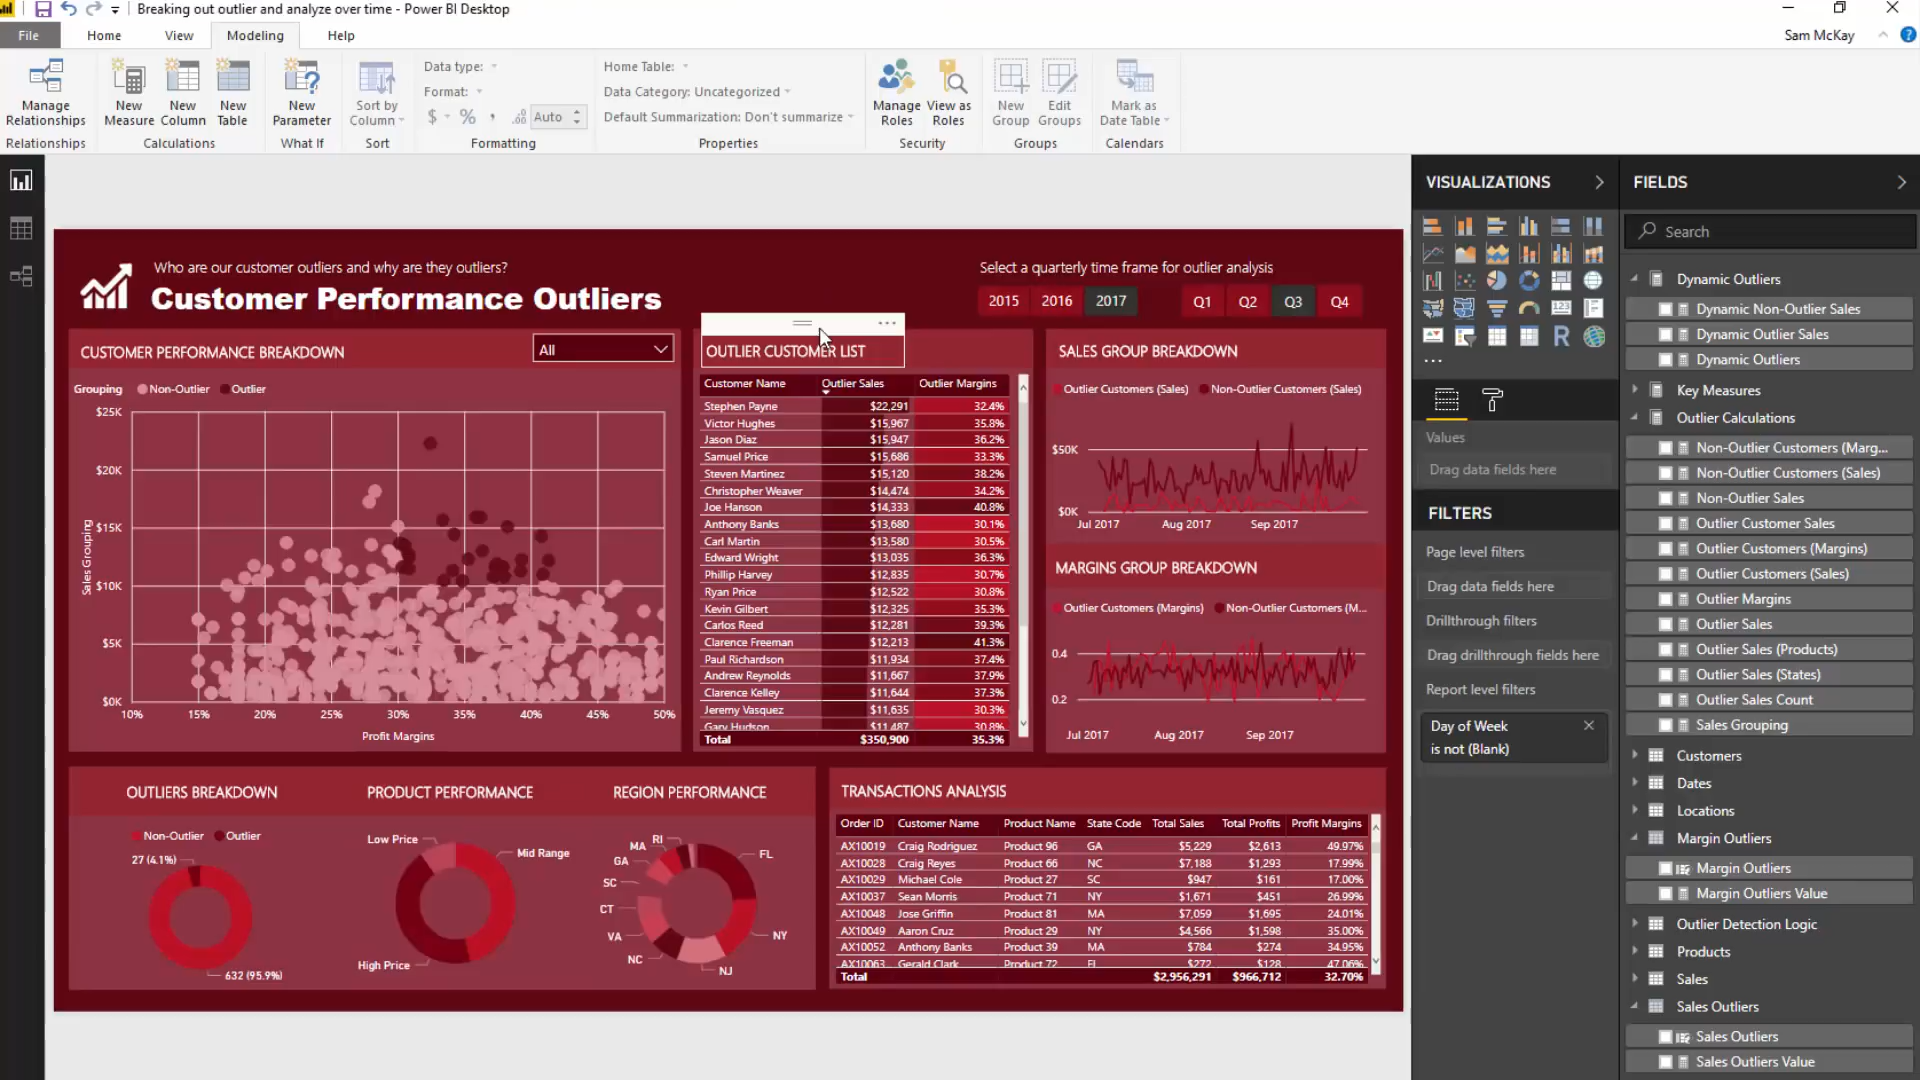 Breaking out outlier and analyze over time - Power BI Desktop
File
Home
View
Modeling
Help
Sam McKay
Manage Relationships
New Measure
New Column
New Table
New Parameter
Sort by Column
Data type:
Format:
$ % , Auto
Home Table:
Data Category: Uncategorized
Default Summarization: Don't summarize
Manage Roles
View as Roles
New Group
Edit Groups
Mark as Date Table
Relationships
Calculations
What If
Sort
Formatting
Properties
Security
Groups
Calendars
Who are our customer outliers and why are they outliers?
Customer Performance Outliers
Select a quarterly time frame for outlier analysis
2015 2016 2017 Q1 Q2 Q3 Q4
CUSTOMER PERFORMANCE BREAKDOWN
All
Grouping Non-Outlier Outlier
$25K
$20K
$15K
$10K
$5K
$0K
Sales Grouping
10% 15% 20% 25% 30% 35% 40% 45% 50%
Profit Margins
OUTLIER CUSTOMER LIST
Customer Name Outlier Sales Outlier Margins
Stephen Payne $22,291 32.4%
Victor Hughes $15,967 35.8%
Jason Diaz $15,947 36.2%
Samuel Price $15,686 33.3%
Steven Martinez $15,120 38.2%
Christopher Weaver $14,474 34.2%
Joe Hanson $14,333 40.8%
Anthony Banks $13,680 30.1%
Carl Martin $13,580 30.5%
Edward Wright $13,035 36.3%
Phillip Harvey $12,835 30.7%
Ryan Price $12,522 30.8%
Kevin Gilbert $12,325 35.3%
Carlos Reed $12,281 39.3%
Clarence Freeman $12,213 41.3%
Paul Richardson $11,934 37.4%
Andrew Reynolds $11,667 37.9%
Clarence Kelley $11,644 37.3%
Jeremy Vasquez $11,635 30.3%
Gary Hudson $11,487 30.8%
Total $350,900 35.3%
SALES GROUP BREAKDOWN
Outlier Customers (Sales) Non-Outlier Customers (Sales)
$50K
$0K
Jul 2017 Aug 2017 Sep 2017
MARGINS GROUP BREAKDOWN
Outlier Customers (Margins) Non-Outlier Customers (M...
0.4
0.2
Jul 2017 Aug 2017 Sep 2017
OUTLIERS BREAKDOWN
Non-Outlier Outlier
27 (4.1%)
632 (95.9%)
PRODUCT PERFORMANCE
Low Price
Mid Range
High Price
REGION PERFORMANCE
RI
MA
FL
GA
SC
CT
VA
NY
NC
NJ
TRANSACTIONS ANALYSIS
Order ID Customer Name Product Name State Code Total Sales Total Profits Profit Margins
AX10019 Craig Rodriguez Product 96 GA $5,229 $2,613 49.97%
AX10028 Craig Reyes Product 66 NC $7,188 $1,293 17.99%
AX10029 Michael Cole Product 27 SC $947 $161 17.00%
AX10037 Sean Morris Product 71 NY $1,671 $451 26.99%
AX10048 Jose Griffin Product 81 MA $7,059 $1,695 24.01%
AX10049 Aaron Cruz Product 29 NY $4,566 $1,598 35.00%
AX10052 Anthony Banks Product 39 MA $784 $274 34.95%
AX10063 Gerald Clark Product 72 FL $272 $128 47.06%
Total $2,956,291 $966,712 32.70%
VISUALIZATIONS
R
Values
Drag data fields here
FILTERS
Page level filters
Drag data fields here
Drillthrough filters
Drag drillthrough fields here
Report level filters
Day of Week
is not (Blank)
FIELDS
Search
Dynamic Outliers
Dynamic Non-Outlier Sales
Dynamic Outlier Sales
Dynamic Outliers
Key Measures
Outlier Calculations
Non-Outlier Customers (Marg...
Non-Outlier Customers (Sales)
Non-Outlier Sales
Outlier Customer Sales
Outlier Customers (Margins)
Outlier Customers (Sales)
Outlier Margins
Outlier Sales
Outlier Sales (Products)
Outlier Sales (States)
Outlier Sales Count
Sales Grouping
Customers
Dates
Locations
Margin Outliers
Margin Outliers
Margin Outliers Value
Outlier Detection Logic
Products
Sales
Sales Outliers
Sales Outliers
Sales Outliers Value